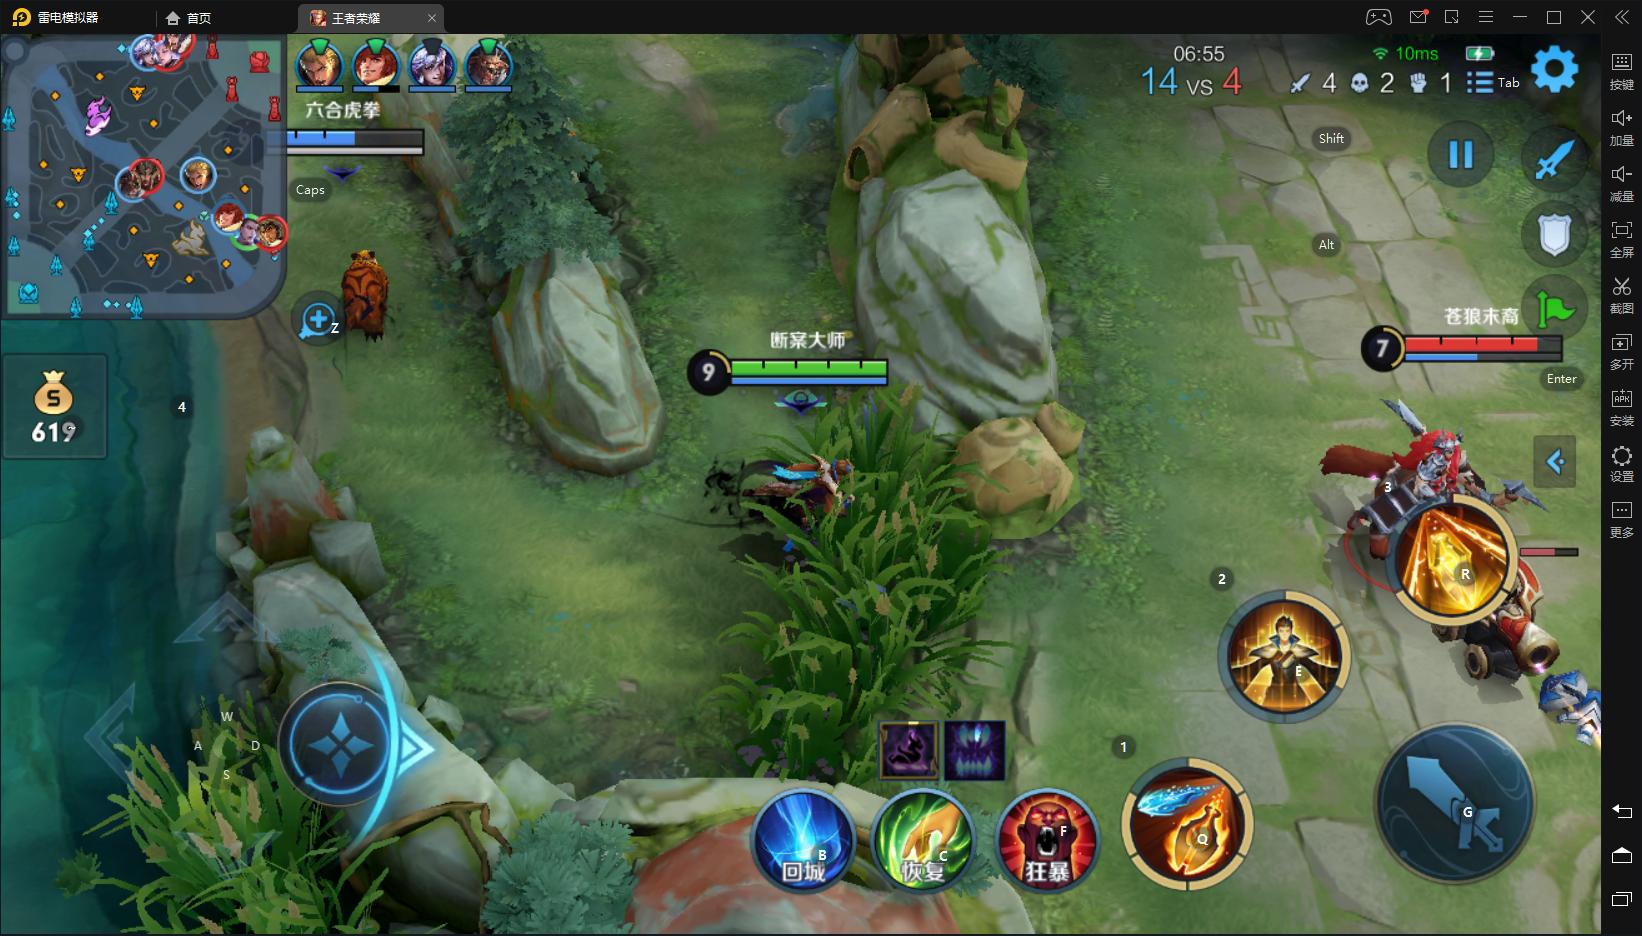 雷电模拟器
首页
王者荣耀
06:55
10ms
14 vs 4
4
2
1
Tab
按键
加量
减量
全屏
截图
多开
安装
设置
更多
六合虎拳
Caps
Shift
Alt
Z
断案大师
9
苍狼末裔
7
Enter
S
619
4
3
R
2
E
W
A
D
S
1
B
回城
C
恢复
F
狂暴
Q
G
APK